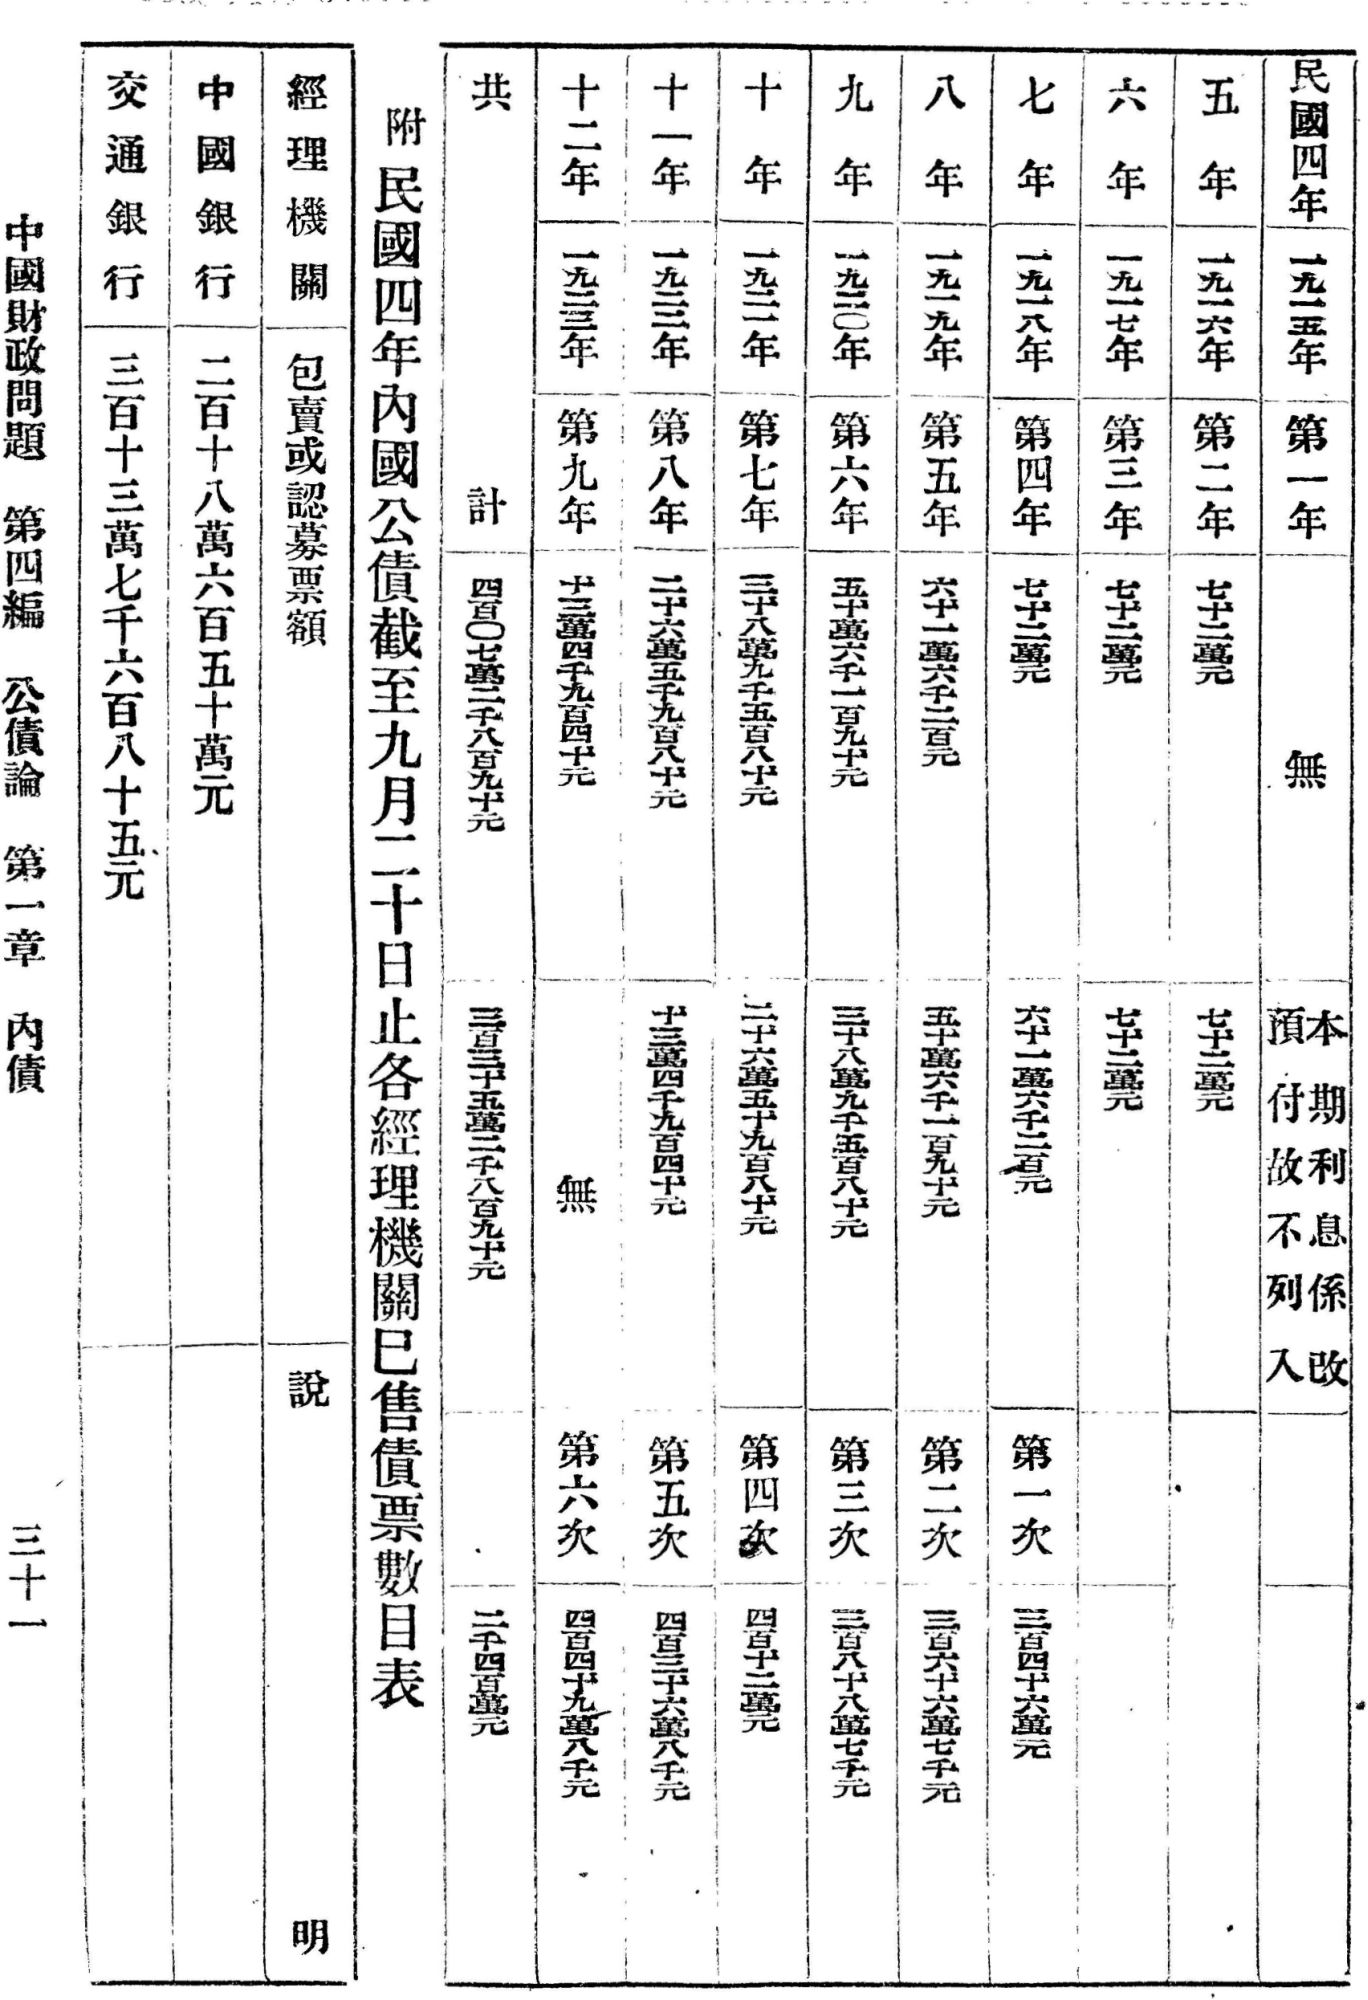 民國四年 一九一五年 第一年 無 本期利息係改預付故不列入
五年 一九一六年 第二年 七十二萬元 七十二萬元
六年 一九一七年 第三年 七十二萬元 七十二萬元
七年 一九一八年 第四年 七十二萬元 六十一萬六千二百元 第一次 三百四十六萬元
八年 一九一九年 第五年 六十一萬六千二百元 五十萬六千一百九十元 第二次 三百六十六萬七千元
九年 一九二〇年 第六年 五十萬六千一百九十元 三十八萬九千五百八十元 第三次 三百八十八萬七千元
十年 一九二一年 第七年 三十八萬九千五百八十元 二十六萬五十九百八十元 第四次 四百十二萬元
十一年 一九二二年 第八年 二十六萬五千九百八十元 十三萬四千九百四十元 第五次 四百三十六萬八千元
十二年 一九二三年 第九年 十三萬四千九百四十元 無 第六次 四百四十九萬八千元
共計 四百〇七萬二千八百九十元 三百三十五萬二千八百九十元 二千四百萬元
附民國四年內國公債截至九月二十日止各經理機關已售債票數目表
經理機關 包賣或認募票額 說明
中國銀行 二百十八萬六百五十萬元
交通銀行 三百十三萬七千六百八十五元
中國財政問題 第四編 公債論 第一章 內債 三十一